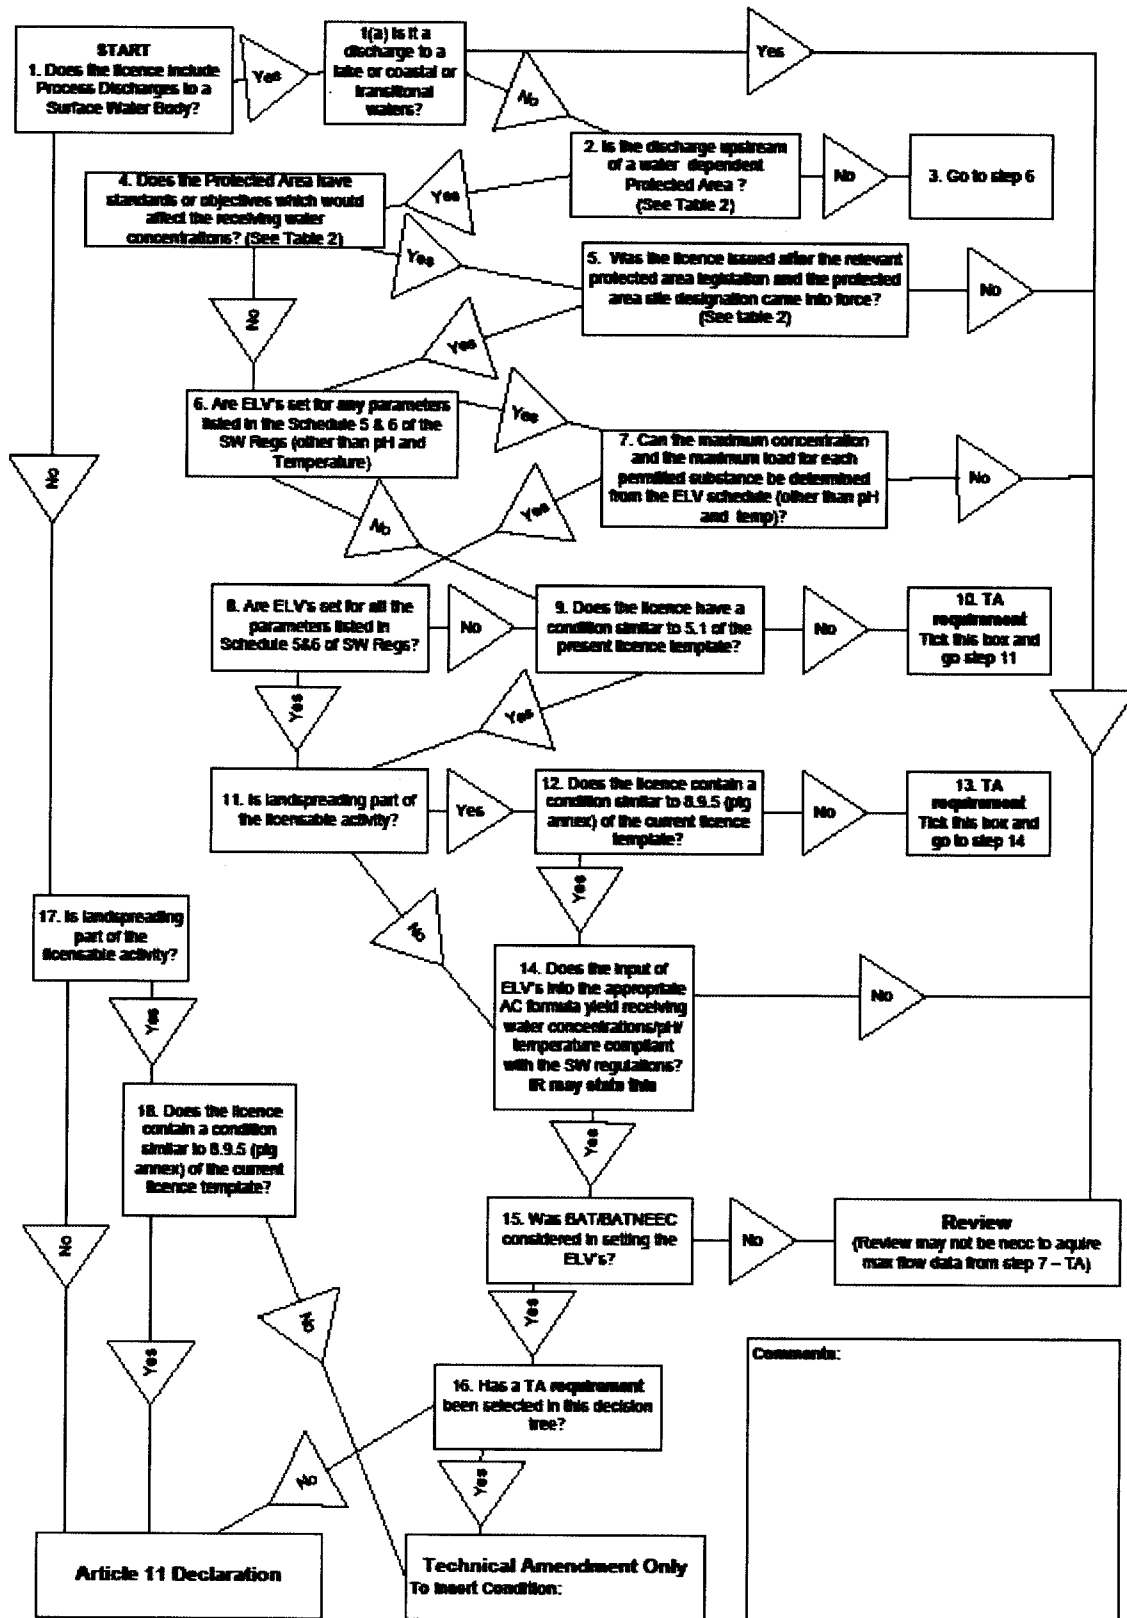 START
1. Does the licence include
Process Discharges to a
Surface Water Body?
Yes
1(a) Is it a
discharge to a
lake or coastal or
transitional
waters?
Yes
No
2. Is the discharge upstream
of a water dependent
Protected Area ?
(See Table 2)
No
3. Go to step 6
Yes
4. Does the Protected Area have
standards or objectives which would
affect the receiving water
concentrations? (See Table 2)
Yes
5. Was the licence issued after the relevant
protected area legislation and the protected
area site designation came into force?
(See table 2)
No
No
Yes
6. Are ELV's set for any parameters
listed in the Schedule 5 & 6 of the
SW Regs (other than pH and
Temperature)
Yes
7. Can the maximum concentration
and the maximum load for each
permitted substance be determined
from the ELV schedule (other than pH
and temp)?
No
No
Yes
No
8. Are ELV's set for all the
parameters listed in
Schedule 5&6 of SW Regs?
No
9. Does the licence have a
condition similar to 5.1 of the
present licence template?
No
10. TA
requirement
Tick this box and
go step 11
Yes
Yes
11. Is landspreading part of
the licensable activity?
Yes
12. Does the licence contain a
condition similar to 8.9.5 (pig
annex) of the current licence
template?
No
13. TA
requirement
Tick this box and
go to step 14
Yes
No
17. Is landspreading
part of the
licensable activity?
14. Does the input of
ELV's into the appropriate
AC formula yield receiving
water concentrations/pH/
temperature compliant
with the SW regulations?
IR may state this
No
Yes
18. Does the licence
contain a condition
similar to 8.9.5 (pig
annex) of the current
licence template?
Yes
15. Was BAT/BATNEEC
considered in setting the
ELV's?
No
Review
(Review may not be necc to aquire
max flow data from step 7 – TA)
No
No
Yes
Yes
16. Has a TA requirement
been selected in this decision
tree?
Comments:
No
Yes
Article 11 Declaration
Technical Amendment Only
To Insert Condition: